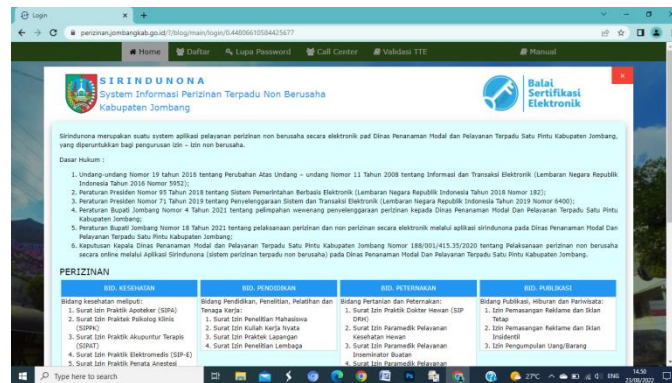 Login
perizinan.jombangkab.go.id/?/blog/main/login/0.44806610584425677
Home Daftar Lupa Password Call Center Validasi TTE Manual
S I R I N D U N O N A
System Informasi Perizinan Terpadu Non Berusaha
Kabupaten Jombang
Balai
Sertifikasi
Elektronik
Sirindunona merupakan suatu system aplikasi pelayanan perizinan non berusaha secara elektronik pad Dinas Penanaman Modal dan Pelayanan Terpadu Satu Pintu Kabupaten Jombang,
yang diperuntukkan bagi pengurusan izin - izin non berusaha.
Dasar Hukum :
1. Undang-undang Nomor 19 tahun 2016 tentang Perubahan Atas Undang - undang Nomor 11 Tahun 2008 tentang Informasi dan Transaksi Elektronik (Lembaran Negara Republik
Indonesia Tahun 2016 Nomor 5952);
2. Peraturan Presiden Nomor 95 Tahun 2018 tentang Sistem Pemerintahan Berbasis Elektronik (Lembaran Negara Republik Indonesia Tahun 2018 Nomor 182);
3. Peraturan Presiden Nomor 71 Tahun 2019 tentang Penyelenggaraan Sistem dan Transaksi Elektronik (Lembaran Negara Republik Indonesia Tahun 2019 Nomor 6400);
4. Peraturan Bupati Jombang Nomor 4 Tahun 2021 tentang pelimpahan wewenang penyelenggaraan perizinan kepada Dinas Penanaman Modal Dan Pelayanan Terpadu Satu Pintu
Kabupaten Jombang;
5. Peraturan Bupati Jombang Nomor 18 Tahun 2021 tentang pelaksanaan perizinan dan non perizinan secara elektronik melalui aplikasi sirindunona pada Dinas Penanaman Modal dan
Pelayanan Terpadu Satu Pintu Kabupaten Jombang;
6. Keputusan Kepala Dinas Penanaman Modal dan Pelayanan Terpadu Satu Pintu Kabupaten Jombang Nomor 188/001/415.35/2020 tentang Pelaksanaan perizinan non berusaha
secara online melalui Aplikasi Sirindunona (sistem perizinan terpadu non berusaha) pada Dinas Penanaman Modal Dan Pelayanan Terpadu Satu Pintu Kabupaten Jombang.
PERIZINAN
BID. KESEHATAN
Bidang kesehatan meliputi:
1. Surat Izin Praktik Apoteker (SIPA)
2. Surat Izin Praktek Psikolog Klinis
(SIPPK)
3. Surat Izin Praktik Akupuntur Terapis
(SIPAT)
4. Surat Izin Praktik Elektromedis (SIP-E)
5. Surat Izin Praktik Penata Anestesi
BID. PENDIDIKAN
Bidang Pendidikan, Penelitian, Pelatihan dan
Tenaga Kerja:
1. Surat Izin Penelitian Mahasiswa
2. Surat Izin Kuliah Kerja Nyata
3. Surat Izin Praktek Lapangan
4. Surat Izin Penelitian Lembaga
BID. PETERNAKAN
Bidang Pertanian dan Peternakan:
1. Surat Izin Praktik Dokter Hewan (SIP
DRH)
2. Surat Izin Paramedik Pelayanan
Kesehatan Hewan
3. Surat Izin Paramedik Pelayanan
Inseminator Buatan
4. Surat Izin Paramedik Pelayanan
BID. PUBLIKASI
Bidang Publikasi, Hiburan dan Pariwisata:
1. Izin Pemasangan Reklame dan Iklan
Tetap
2. Izin Pemasangan Reklame dan Iklan
Insidentil
3. Izin Pengumpulan Uang/Barang
Type here to search
27°C
ENG
14.50
23/08/2022